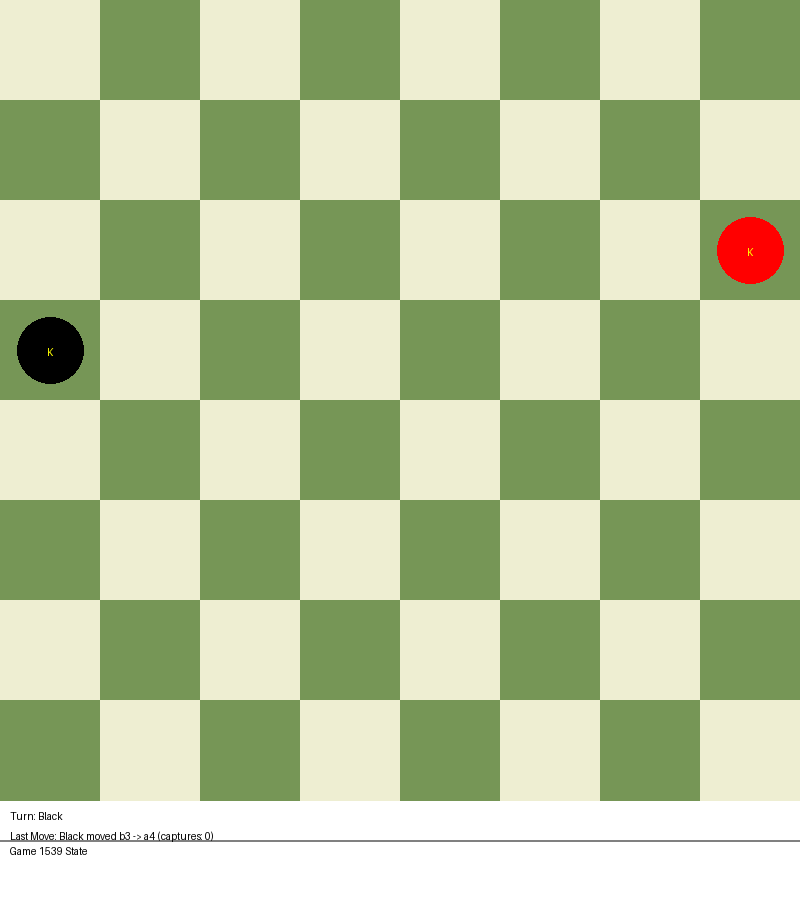 K
K
Turn: Black
Last Move: Black moved b3 -> a4 (captures: 0)
Game 1539 State